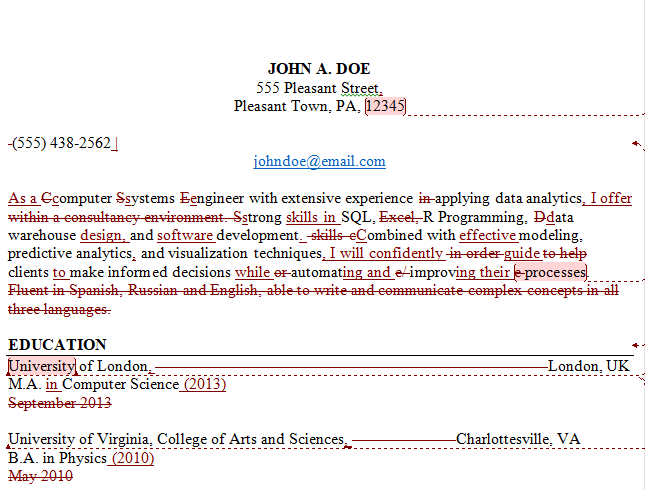 JOHN A. DOE
555 Pleasant Street,
Pleasant Town, PA, 12345
-(555) 438-2562 |
johndoe@email.com
As a Ccomputer Ssystems Eengineer with extensive experience in applying data analytics, I offer
within a consultancy environment. Sstrong skills in SQL, Excel, R Programming, Ddata
warehouse design, and software development. skills cCombined with effective modeling,
predictive analytics, and visualization techniques, I will confidently in order guide to help
clients to make informed decisions while or automating and e/ improving their e processes.
Fluent in Spanish, Russian and English, able to write and communicate complex concepts in all
three languages.
EDUCATION
University of London, London, UK
M.A. in Computer Science (2013)
September 2013
University of Virginia, College of Arts and Sciences, Charlottesville, VA
B.A. in Physics (2010)
May 2010